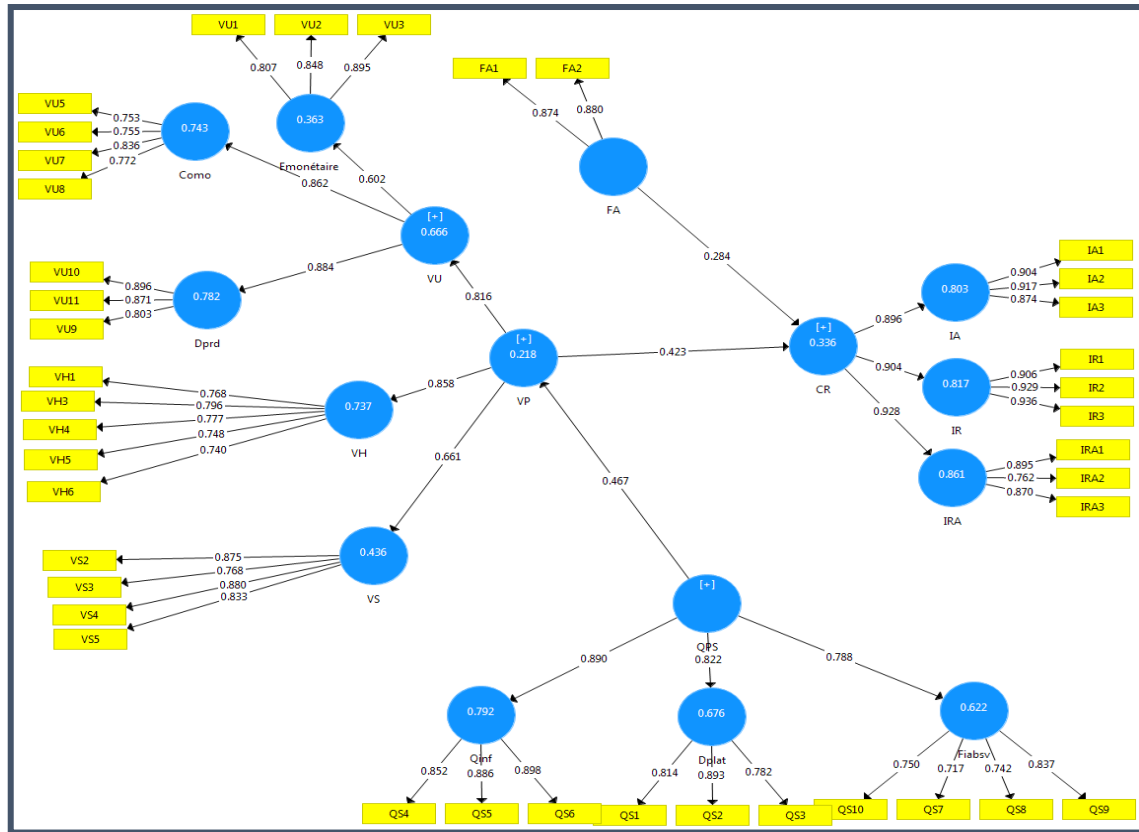 VU1 VU2 VU3
0.807 0.848 0.895
FA1 FA2
0.874 0.880
VU5
VU6
VU7
VU8
0.753
0.755
0.836
0.772
0.743
Como
0.363
Emonétaire
0.862
0.602
FA
[+]
0.666
VU
0.884
VU10
VU11
VU9
0.896
0.871
0.803
0.782
Dprd
0.816
0.284
[+]
0.218
VP
0.423
[+]
0.336
CR
0.896
0.904
0.928
0.803
IA
0.904
0.917
0.874
IA1
IA2
IA3
0.817
IR
0.906
0.929
0.936
IR1
IR2
IR3
0.861
IRA
0.895
0.762
0.870
IRA1
IRA2
IRA3
VH1
VH3
VH4
VH5
VH6
0.768
0.796
0.777
0.748
0.740
0.737
VH
0.858
0.661
0.467
VS2
VS3
VS4
VS5
0.875
0.768
0.880
0.833
0.436
VS
[+]
QPS
0.890 0.822 0.788
0.792
Qinf
0.676
Dplat
0.622
Fiabsv
0.852 0.886 0.898
0.814 0.893 0.782
0.750 0.717 0.742 0.837
QS4 QS5 QS6 QS1 QS2 QS3 QS10 QS7 QS8 QS9